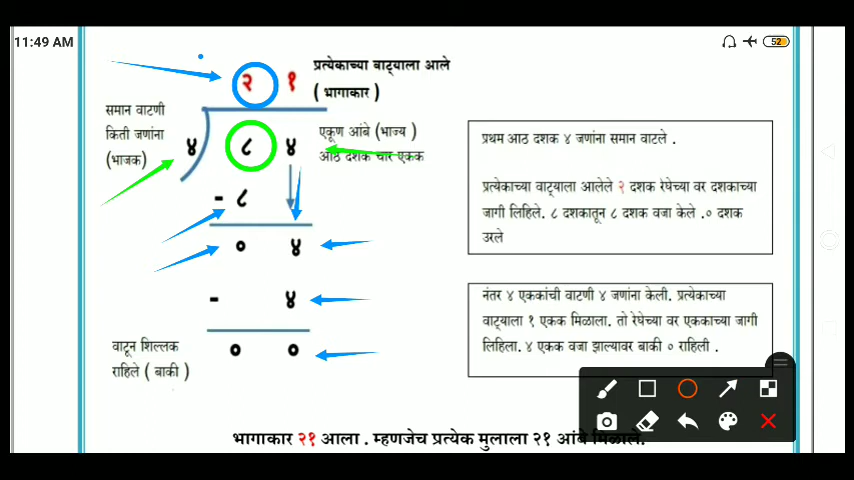 11:49 AM
52
२ १ प्रत्येकाच्या वाट्याला आले
( भागाकार )
समान वाटणी
किती जणांना
(भाजक)
४ ८ ४ एकूण आंबे (भाज्य )
आठ दशक चार एकक
- ८
० ४
- ४
० ०
वाटून शिल्लक
राहिले ( बाकी )
प्रथम आठ दशक ४ जणांना समान वाटले .
प्रत्येकाच्या वाट्याला आलेले २ दशक रेघेच्या वर दशकाच्या
जागी लिहिले. ८ दशकातून ८ दशक वजा केले .० दशक
उरले
नंतर ४ एककांची वाटणी ४ जणांना केली. प्रत्येकाच्या
वाट्याला १ एकक मिळाला. तो रेघेच्या वर एककाच्या जागी
लिहिला. ४ एकक वजा झाल्यावर बाकी ० राहिली .
भागाकार २१ आला . म्हणजेच प्रत्येक मुलाला २१ आंबे मिळाले.